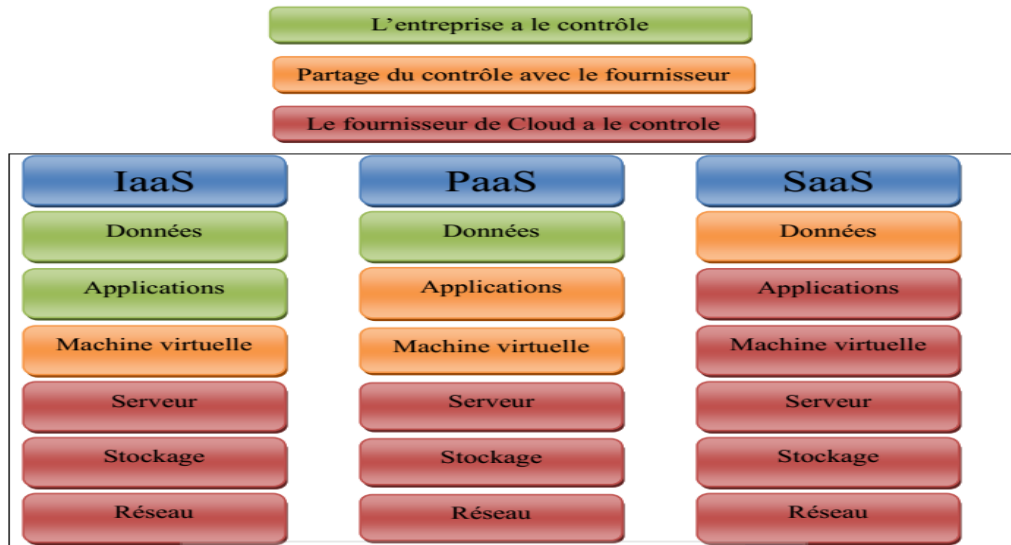 L'entreprise a le contrôle
Partage du contrôle avec le fournisseur
Le fournisseur de Cloud a le controle
IaaS PaaS SaaS
Données Données Données
Applications Applications Applications
Machine virtuelle Machine virtuelle Machine virtuelle
Serveur Serveur Serveur
Stockage Stockage Stockage
Réseau Réseau Réseau